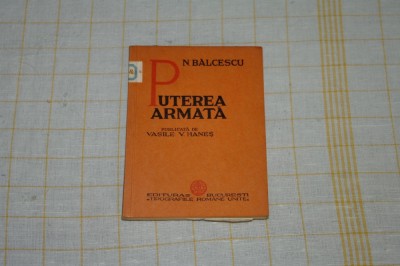 N BĂLCESCU
PUTEREA
ARMATĂ
PUBLICATĂ DE
VASILE V. HANEȘ
EDITURA BUCUREȘTI
"TIPOGRAFIILE ROMÂNE UNITE"